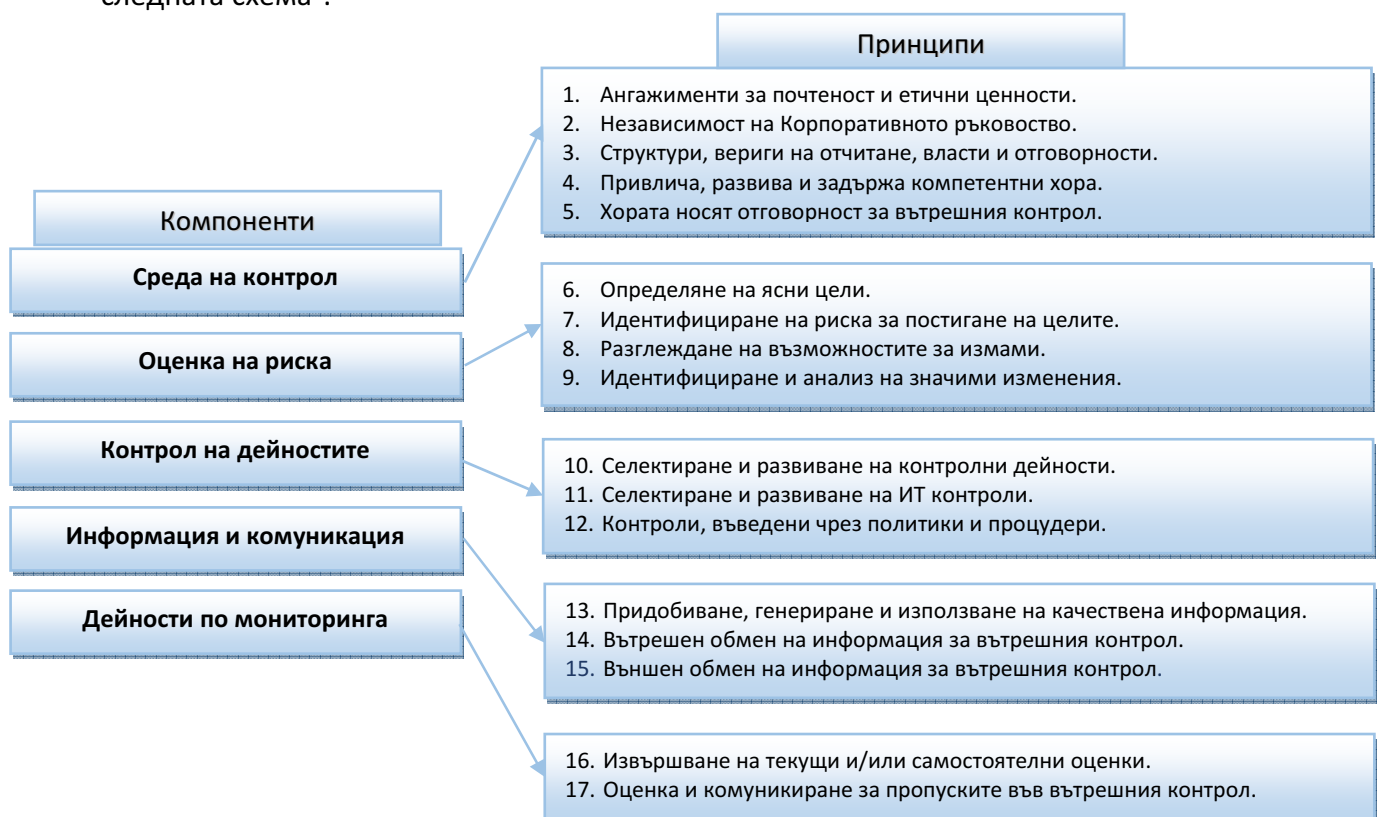 следната схема":
Принципи
1. Ангажименти за почтеност и етични ценности.
2. Независимост на Корпоративното ръковоство.
3. Структури, вериги на отчитане, власти и отговорности.
4. Привлича, развива и задържа компетентни хора.
5. Хората носят отговорност за вътрешния контрол.
Компоненти
Среда на контрол
Оценка на риска
Контрол на дейностите
Информация и комуникация
Дейности по мониторинга
6. Определяне на ясни цели.
7. Идентифициране на риска за постигане на целите.
8. Разглеждане на възможностите за измами.
9. Идентифициране и анализ на значими изменения.
10. Селектиране и развиване на контролни дейности.
11. Селектиране и развиване на ИТ контроли.
12. Контроли, въведени чрез политики и процудери.
13. Придобиване, генериране и използване на качествена информация.
14. Вътрешен обмен на информация за вътрешния контрол.
15. Външен обмен на информация за вътрешния контрол.
16. Извършване на текущи и/или самостоятелни оценки.
17. Оценка и комуникиране за пропуските във вътрешния контрол.